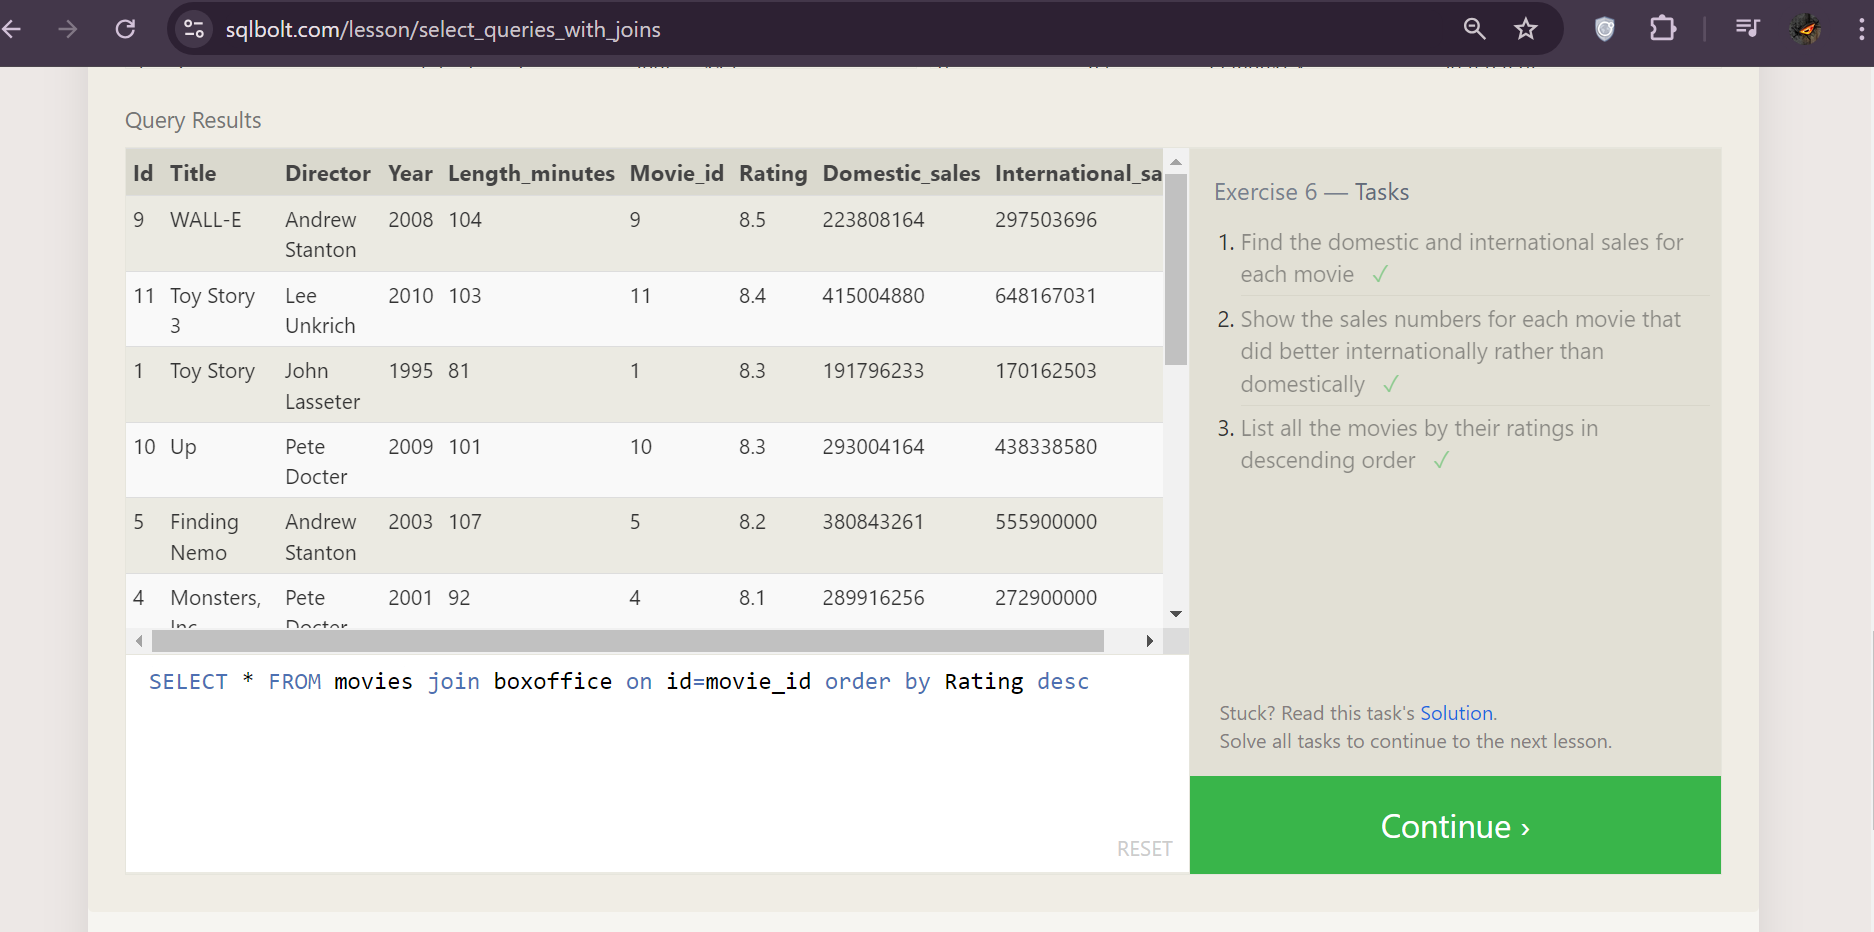 sqlbolt.com/lesson/select_queries_with_joins
Query Results
Id Title Director Year Length_minutes Movie_id Rating Domestic_sales International_sa
9 WALL-E Andrew Stanton 2008 104 9 8.5 223808164 297503696
11 Toy Story 3 Lee Unkrich 2010 103 11 8.4 415004880 648167031
1 Toy Story John Lasseter 1995 81 1 8.3 191796233 170162503
10 Up Pete Docter 2009 101 10 8.3 293004164 438338580
5 Finding Nemo Andrew Stanton 2003 107 5 8.2 380843261 555900000
4 Monsters, Inc Pete Docter 2001 92 4 8.1 289916256 272900000
SELECT * FROM movies join boxoffice on id=movie_id order by Rating desc
RESET
Exercise 6 — Tasks
1. Find the domestic and international sales for
each movie ✓
2. Show the sales numbers for each movie that
did better internationally rather than
domestically ✓
3. List all the movies by their ratings in
descending order ✓
Stuck? Read this task's Solution.
Solve all tasks to continue to the next lesson.
Continue ›